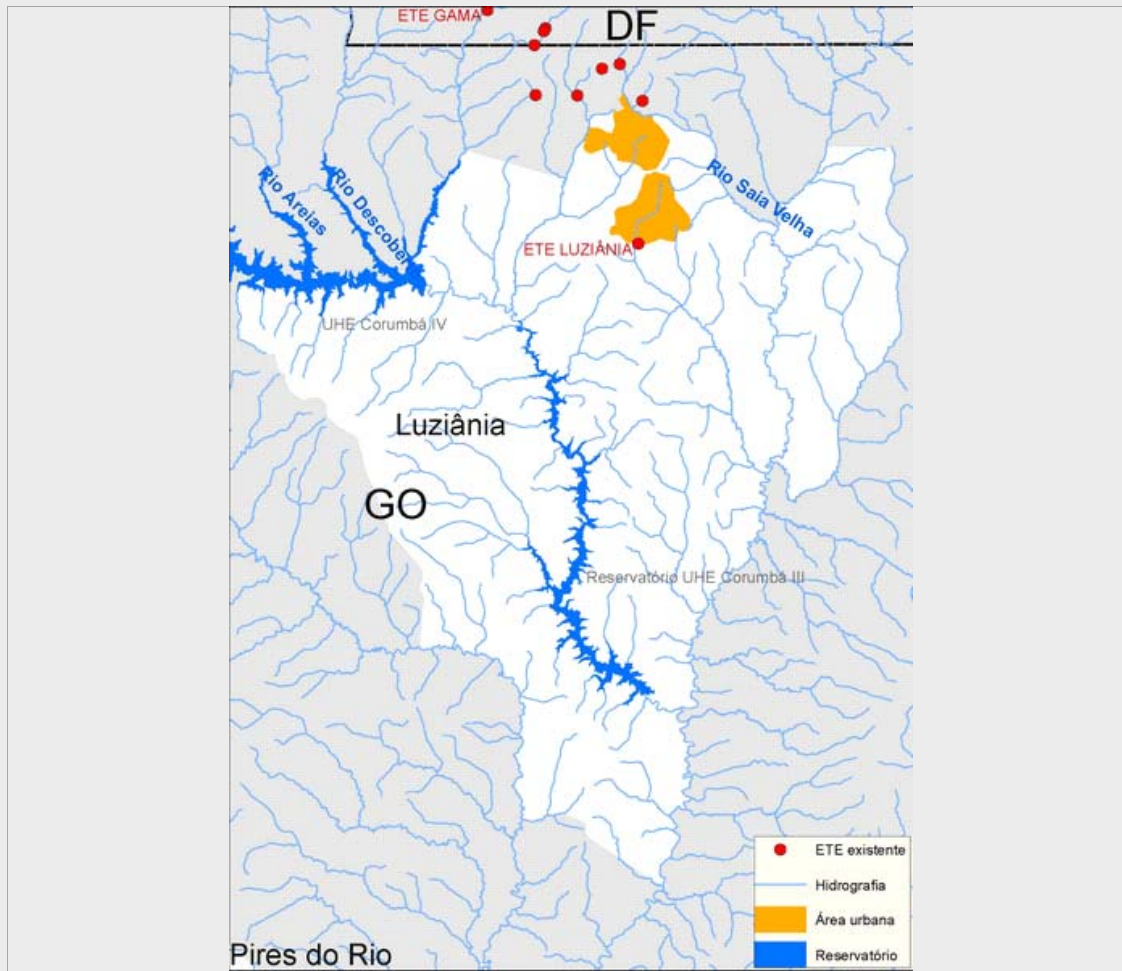 ETE GAMA
DF
Rio Areias
Rio Descober
Rio Saia Velha
ETE LUZIÂNIA
UHE Corumbá IV
Luziânia
GO
Reservatório UHE Corumbá III
ETE existente
Hidrografia
Área urbana
Reservatório
Pires do Rio